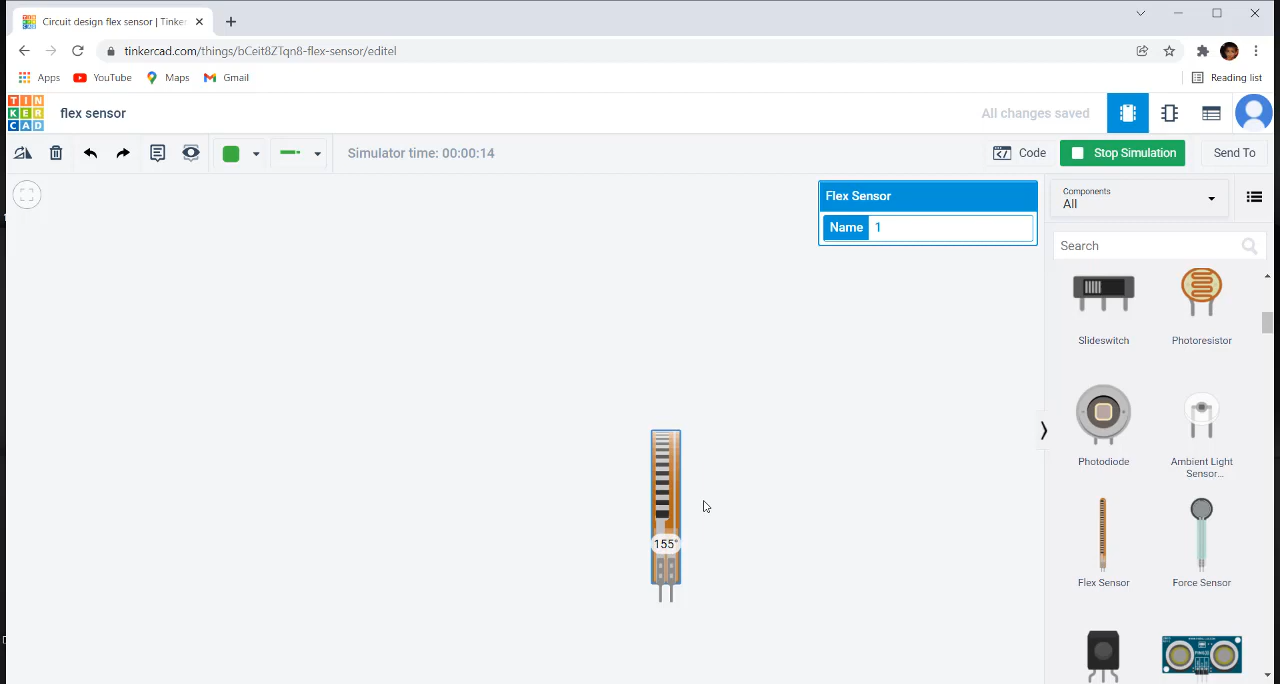 Circuit design flex sensor | Tinker
tinkercad.com/things/bCeit8ZTqn8-flex-sensor/editel
Apps
YouTube
Maps
Gmail
Reading list
TIN
KER
CAD
flex sensor
All changes saved
Simulator time: 00:00:14
Code
Stop Simulation
Send To
Flex Sensor
Name
1
Components
All
Search
Slideswitch
Photoresistor
Photodiode
Ambient Light
Sensor...
Flex Sensor
Force Sensor
155°